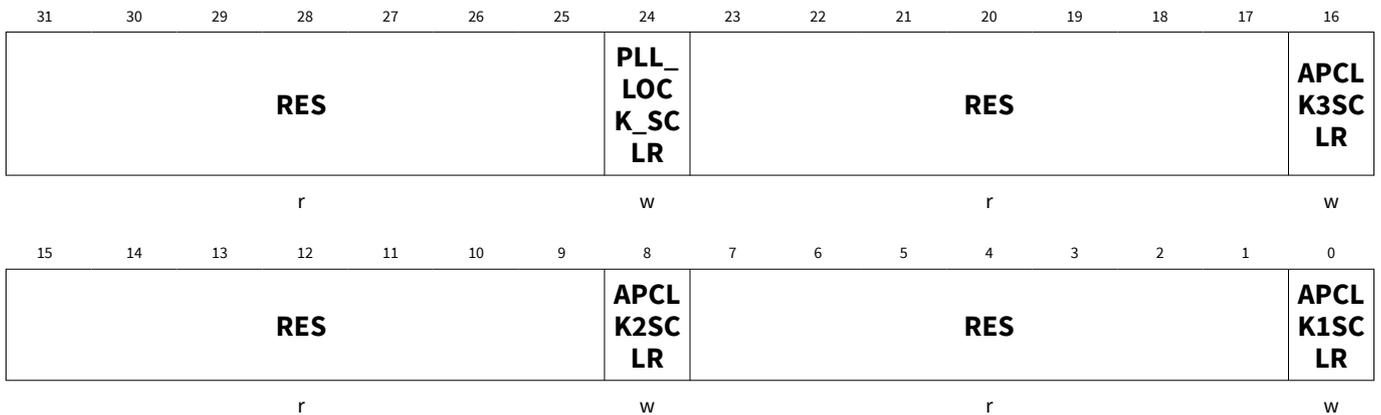 31 30 29 28 27 26 25 24 23 22 21 20 19 18 17 16
RES
PLL_
LOC
K_SC
LR
RES
APCL
K3SC
LR
r w r w
15 14 13 12 11 10 9 8 7 6 5 4 3 2 1 0
RES
APCL
K2SC
LR
RES
APCL
K1SC
LR
r w r w